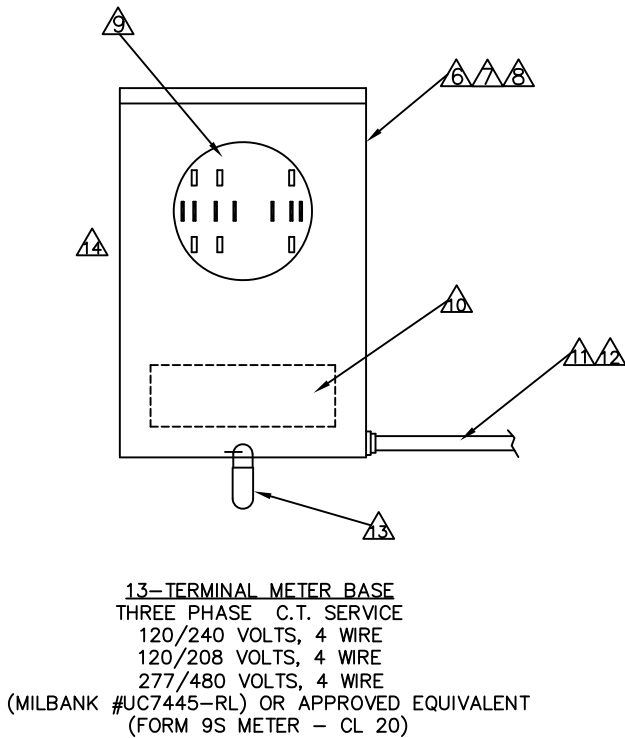 9
6 7 8
14
10
11 12
13
13-TERMINAL METER BASE
THREE PHASE C.T. SERVICE
120/240 VOLTS, 4 WIRE
120/208 VOLTS, 4 WIRE
277/480 VOLTS, 4 WIRE
(MILBANK #UC7445-RL) OR APPROVED EQUIVALENT
(FORM 9S METER - CL 20)